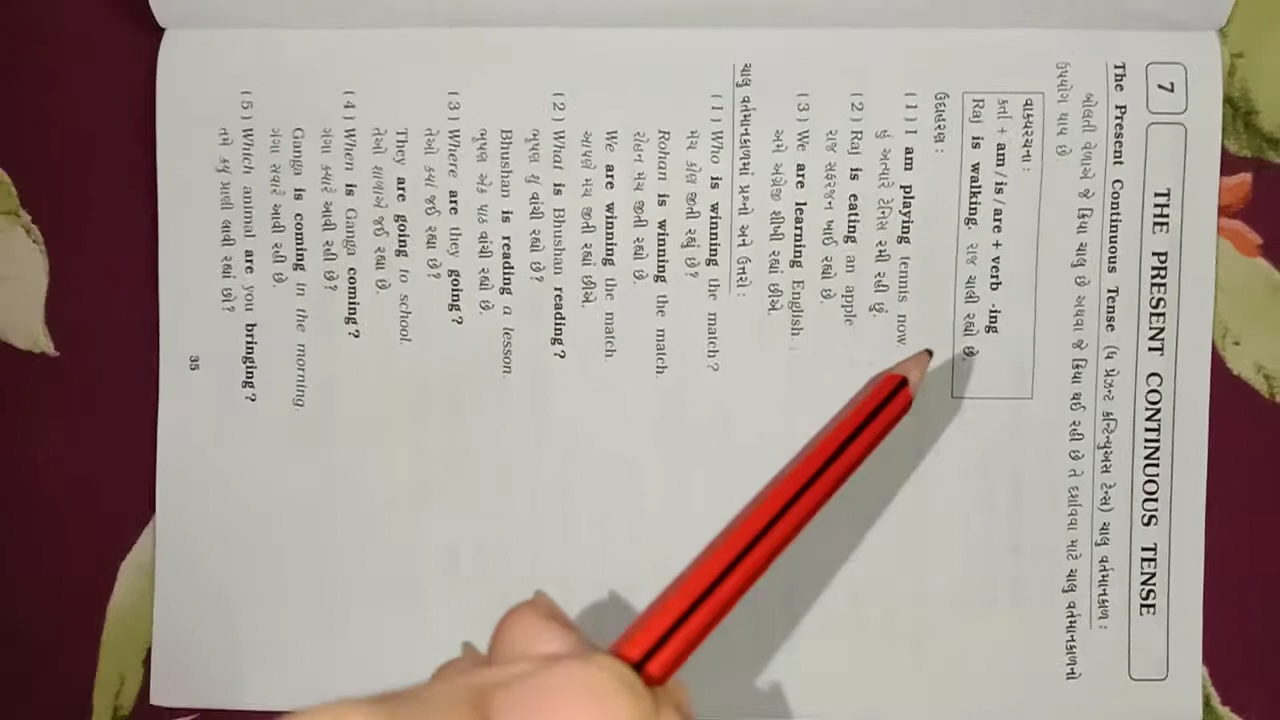 7
THE PRESENT CONTINUOUS TENSE
The Present Continuous Tense (ધ પ્રેઝન્ટ કન્ટિન્યુઅસ ટેન્સ) ચાલુ વર્તમાનકાળ :
બોલતી વેળાએ જે ક્રિયા ચાલુ છે અથવા જે ક્રિયા થઈ રહી છે તે દર્શાવવા માટે ચાલુ વર્તમાનકાળનો
ઉપયોગ થાય છે
વાક્યરચના :
કર્તા + am / is / are + verb -ing
Raj is walking. રાજ ચાલી રહ્યો છે.
ઉદાહરણ :
(1) I am playing tennis now.
હું અત્યારે ટેનિસ રમી રહી છું.
(2) Raj is eating an apple
રાજ સફરજન ખાઈ રહ્યો છે.
(3) We are learning English.
અમે અંગ્રેજી શીખી રહ્યાં છીએ.
ચાલુ વર્તમાનકાળમાં પ્રશ્નો અને ઉત્તરો :
(1) Who is winning the match?
મેચ કોણ જીતી રહ્યું છે?
Rohan is winning the match.
રોહન મેચ જીતી રહ્યો છે.
We are winning the match.
આપણે મેચ જીતી રહ્યાં છીએ.
(2) What is Bhushan reading?
ભૂષણ શું વાંચી રહ્યો છે?
Bhushan is reading a lesson.
ભૂષણ એક પાઠ વાંચી રહ્યો છે.
(3) Where are they going?
તેઓ ક્યાં જઈ રહ્યા છે?
They are going to school.
તેઓ શાળાએ જઈ રહ્યા છે.
(4) When is Ganga coming?
ગંગા ક્યારે આવી રહી છે?
Ganga is coming in the morning.
ગંગા સવારે આવી રહી છે.
(5) Which animal are you bringing?
તમે કયું પ્રાણી લાવી રહ્યાં છો?
35